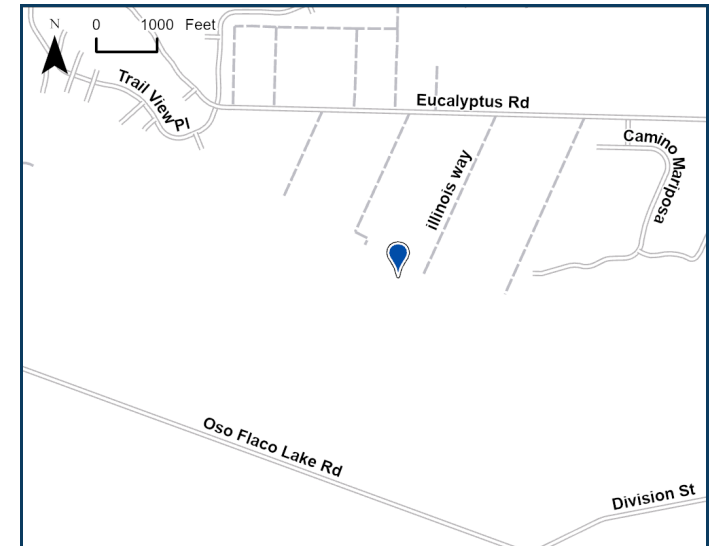 N 0 1000 Feet
Trail View Pl
Eucalyptus Rd
Camino Mariposa
illinois way
Oso Flaco Lake Rd
Division St